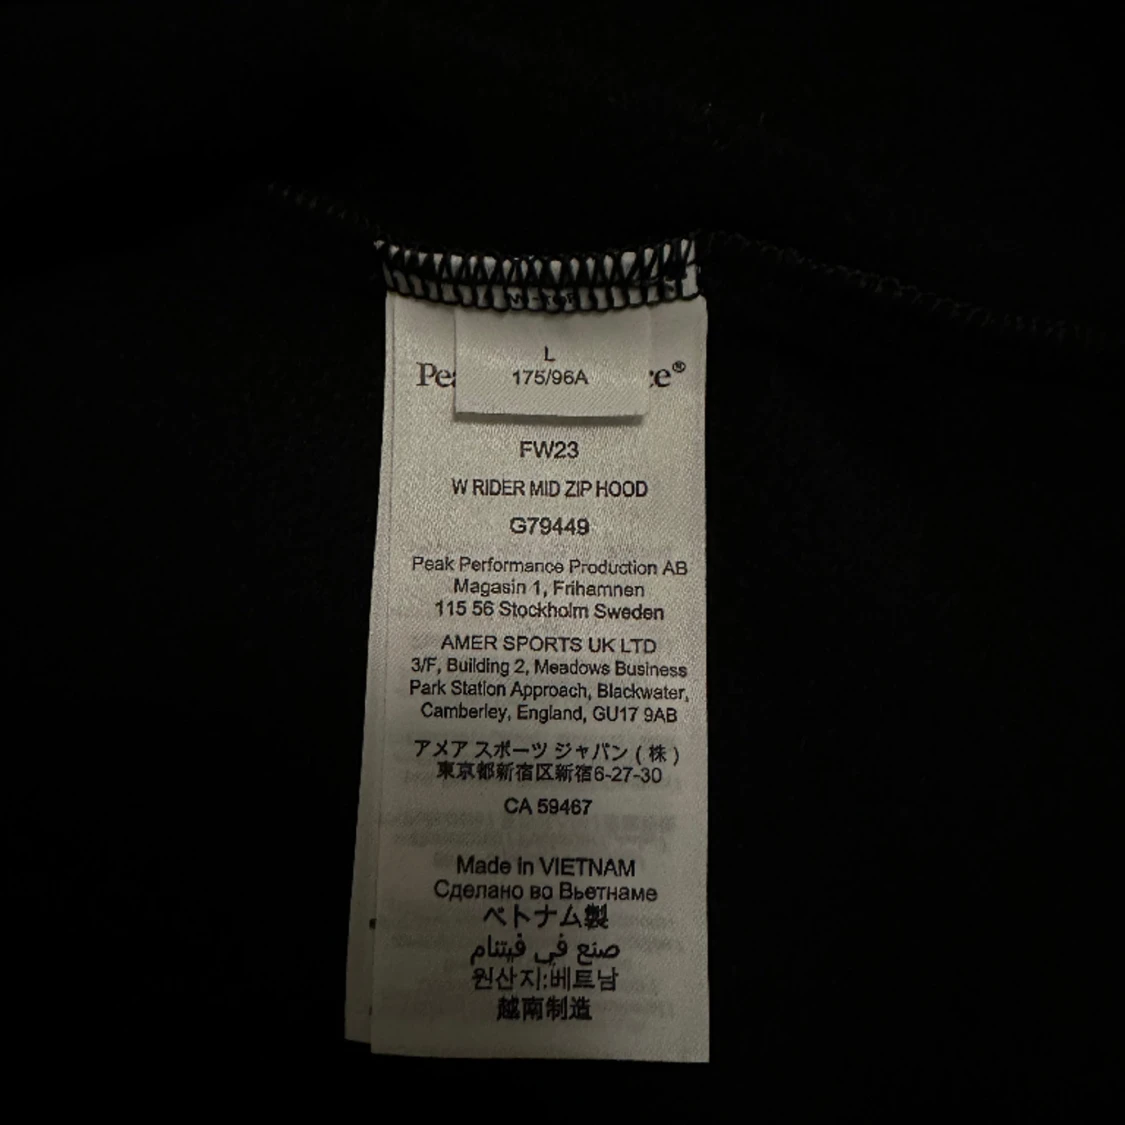 L
175/96A
FW23
W RIDER MID ZIP HOOD
G79449
Peak Performance Production AB
Magasin 1, Frihamnen
115 56 Stockholm Sweden
AMER SPORTS UK LTD
3/F, Building 2, Meadows Business
Park Station Approach, Blackwater,
Camberley, England, GU17 9AB
アメア スポーツ ジャパン ( 株 )
東京都新宿区新宿6-27-30
CA 59467
Made in VIETNAM
Сделано во Вьетнаме
ベトナム製
صنع في فيتنام
원산지:베트남
越南制造